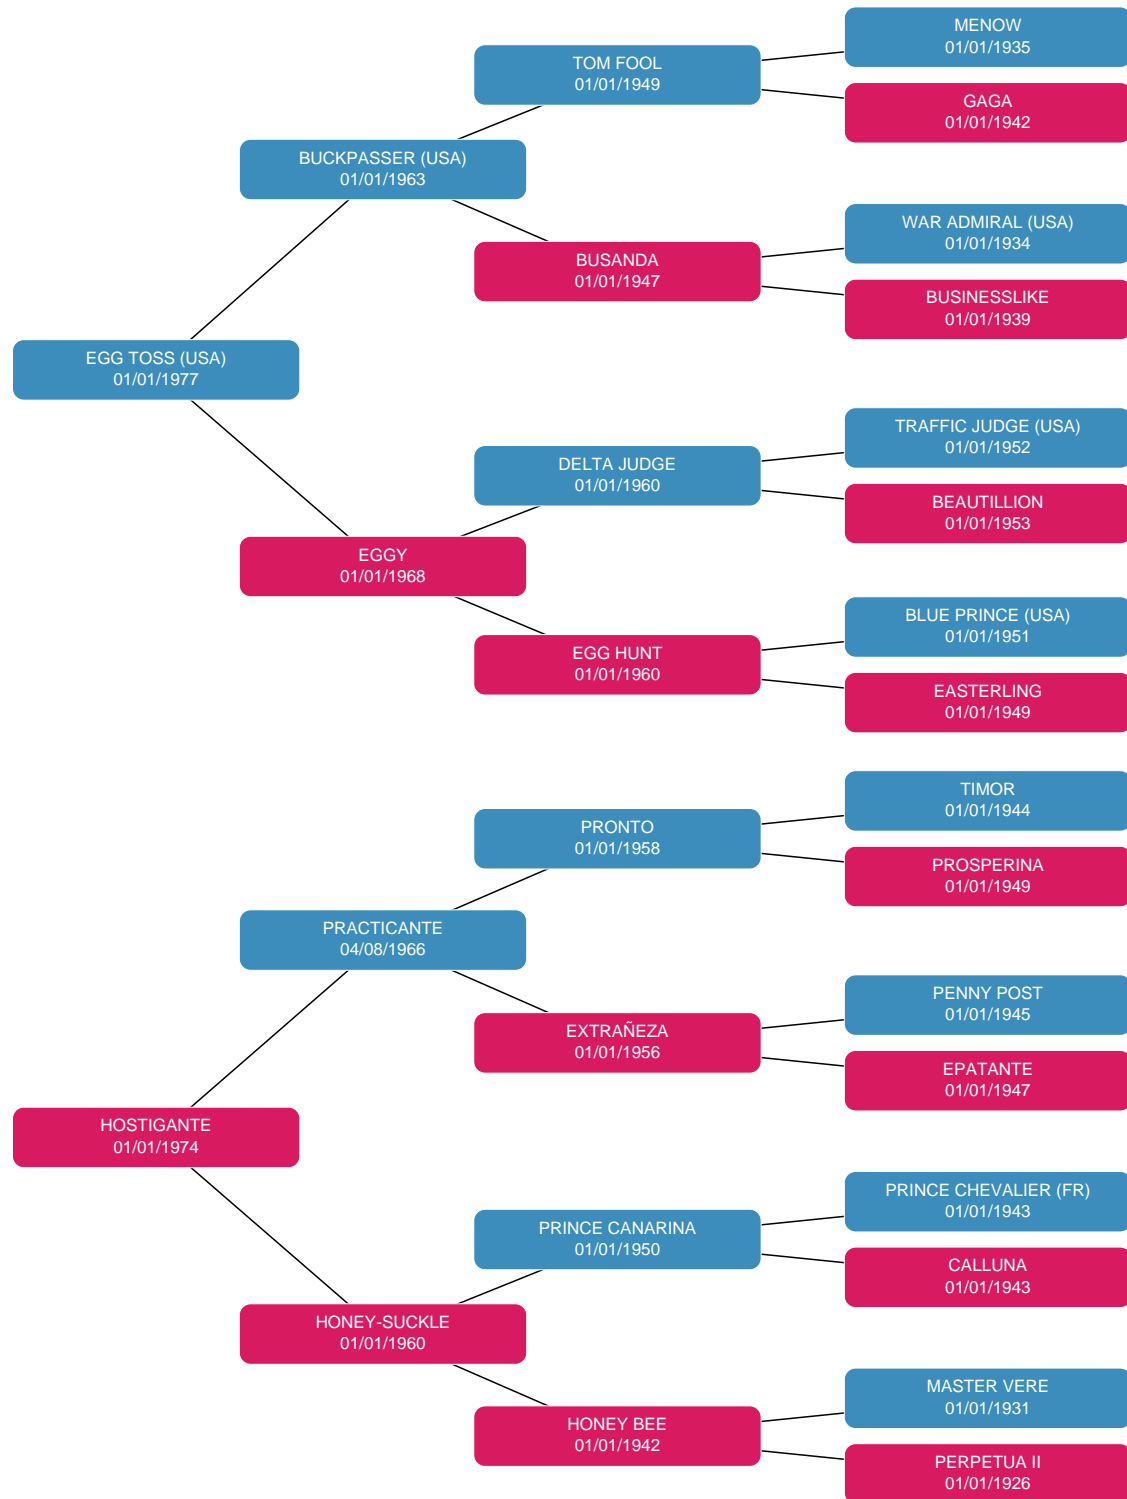 MENOW
01/01/1935
TOM FOOL
01/01/1949
GAGA
01/01/1942
BUCKPASSER (USA)
01/01/1963
WAR ADMIRAL (USA)
01/01/1934
BUSANDA
01/01/1947
BUSINESSLIKE
01/01/1939
EGG TOSS (USA)
01/01/1977
TRAFFIC JUDGE (USA)
01/01/1952
DELTA JUDGE
01/01/1960
BEAUTILLION
01/01/1953
EGGY
01/01/1968
BLUE PRINCE (USA)
01/01/1951
EGG HUNT
01/01/1960
EASTERLING
01/01/1949
TIMOR
01/01/1944
PRONTO
01/01/1958
PROSPERINA
01/01/1949
PRACTICANTE
04/08/1966
PENNY POST
01/01/1945
EXTRAÑEZA
01/01/1956
EPATANTE
01/01/1947
HOSTIGANTE
01/01/1974
PRINCE CHEVALIER (FR)
01/01/1943
PRINCE CANARINA
01/01/1950
CALLUNA
01/01/1943
HONEY-SUCKLE
01/01/1960
MASTER VERE
01/01/1931
HONEY BEE
01/01/1942
PERPETUA II
01/01/1926